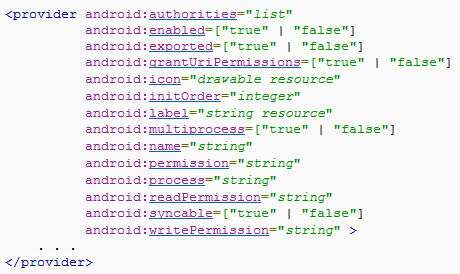 <provider android:authorities="list"
android:enabled=["true" | "false"]
android:exported=["true" | "false"]
android:grantUriPermissions=["true" | "false"]
android:icon="drawable resource"
android:initOrder="integer"
android:label="string resource"
android:multiprocess=["true" | "false"]
android:name="string"
android:permission="string"
android:process="string"
android:readPermission="string"
android:syncable=["true" | "false"]
android:writePermission="string" >
. . .
</provider>